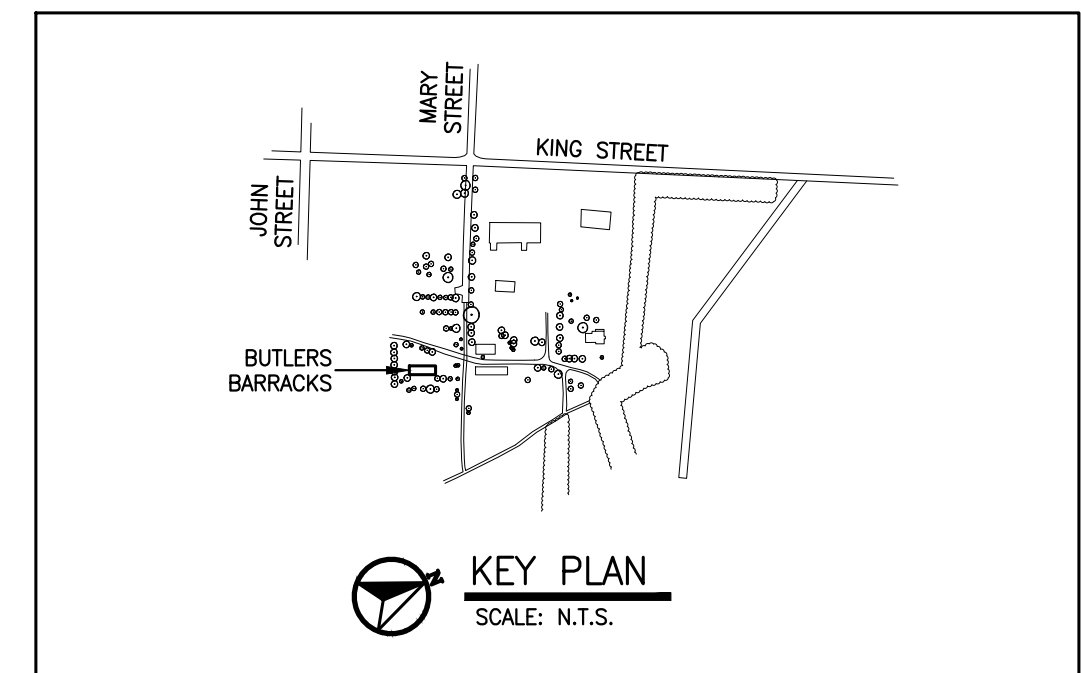 MARY
STREET
KING STREET
JOHN
STREET
BUTLERS
BARRACKS
N
KEY PLAN
SCALE: N.T.S.